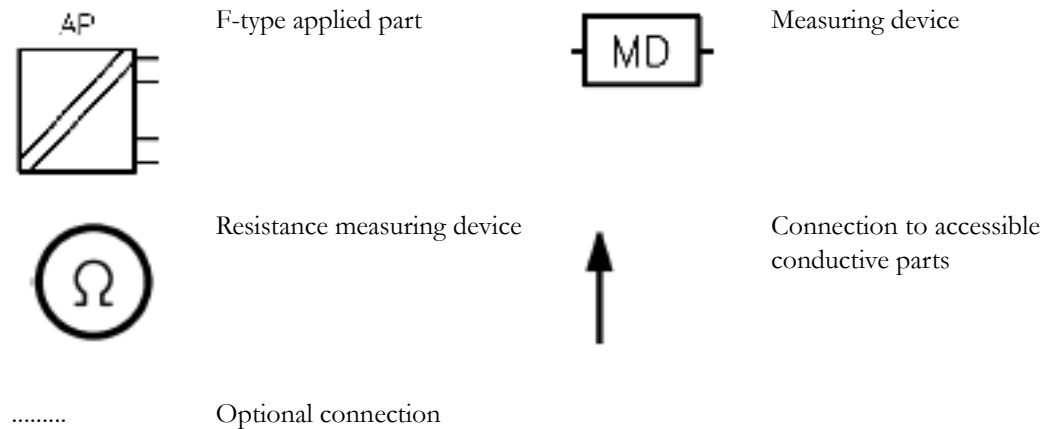 AP
F-type applied part
MD
Measuring device
Ω
Resistance measuring device
Connection to accessible
conductive parts
.........
Optional connection